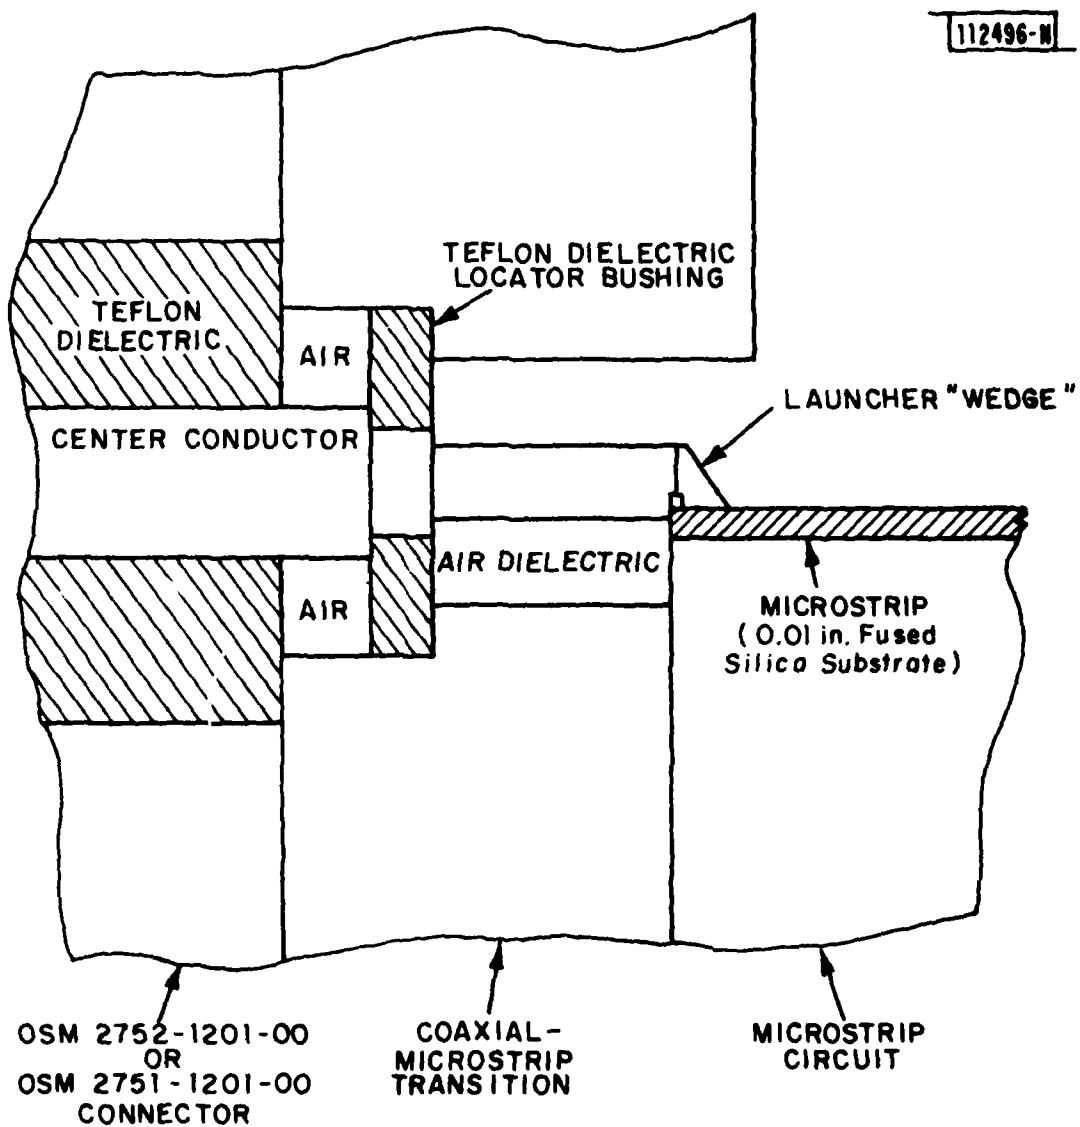 112496-N
TEFLON DIELECTRIC
LOCATOR BUSHING
TEFLON
DIELECTRIC
AIR
LAUNCHER "WEDGE"
CENTER CONDUCTOR
AIR DIELECTRIC
AIR
MICROSTRIP
(0.01 in. Fused
Silica Substrate)
OSM 2752-1201-00
OR
OSM 2751-1201-00
CONNECTOR
COAXIAL-
MICROSTRIP
TRANSITION
MICROSTRIP
CIRCUIT